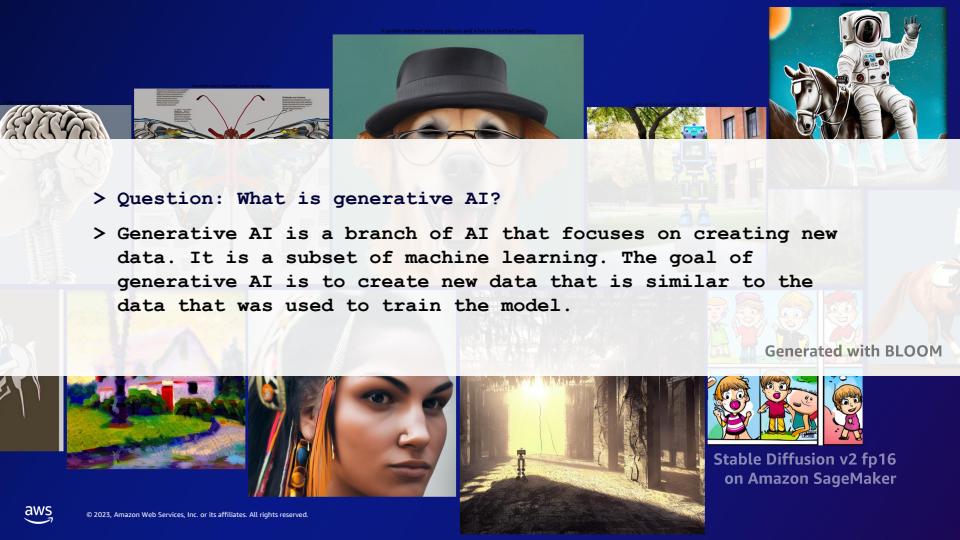 > Question: What is generative AI?
> Generative AI is a branch of AI that focuses on creating new
data. It is a subset of machine learning. The goal of
generative AI is to create new data that is similar to the
data that was used to train the model.
Generated with BLOOM
Stable Diffusion v2 fp16
on Amazon SageMaker
aws
© 2023, Amazon Web Services, Inc. or its affiliates. All rights reserved.